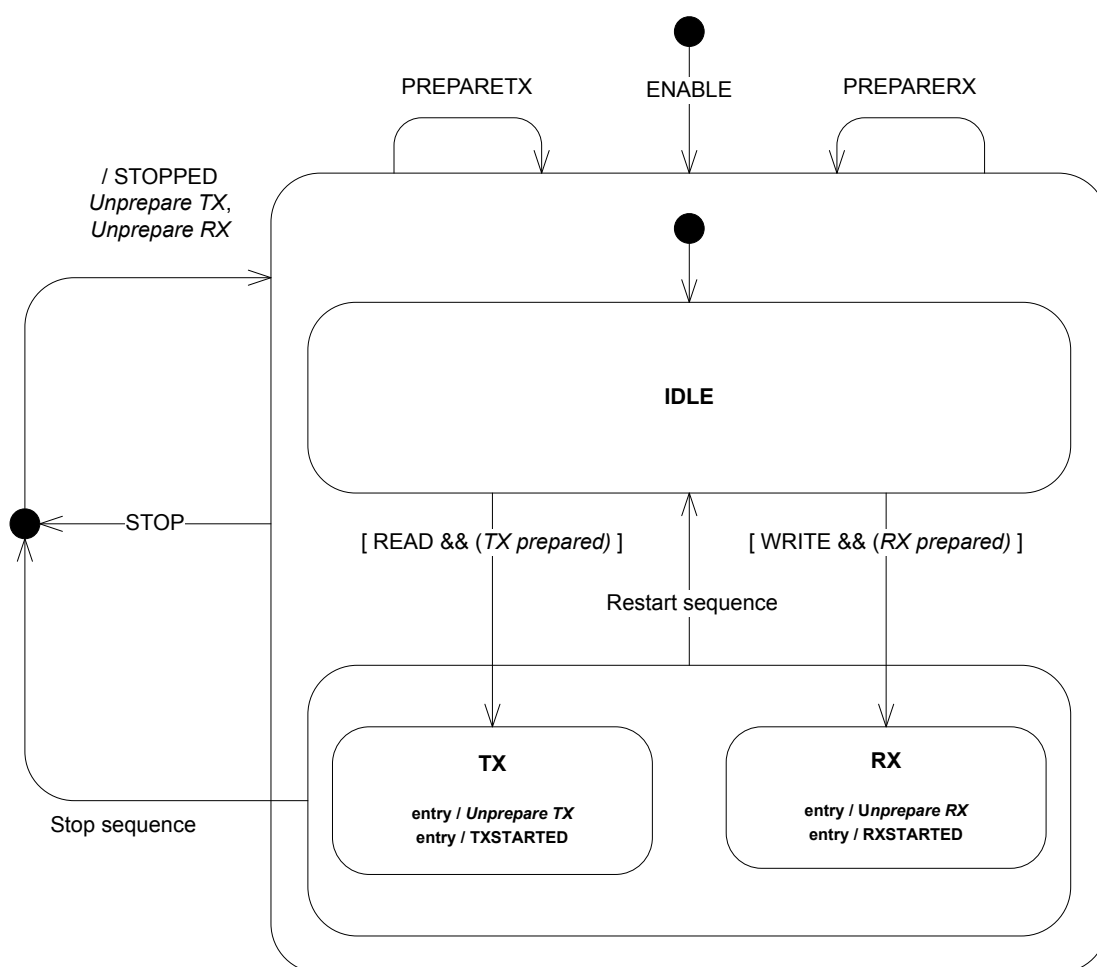 PREPARETX
ENABLE
PREPARERX
/ STOPPED
Unprepare TX,
Unprepare RX
IDLE
STOP
[ READ && (TX prepared) ]
[ WRITE && (RX prepared) ]
Restart sequence
TX
entry / Unprepare TX
entry / TXSTARTED
RX
entry / Unprepare RX
entry / RXSTARTED
Stop sequence